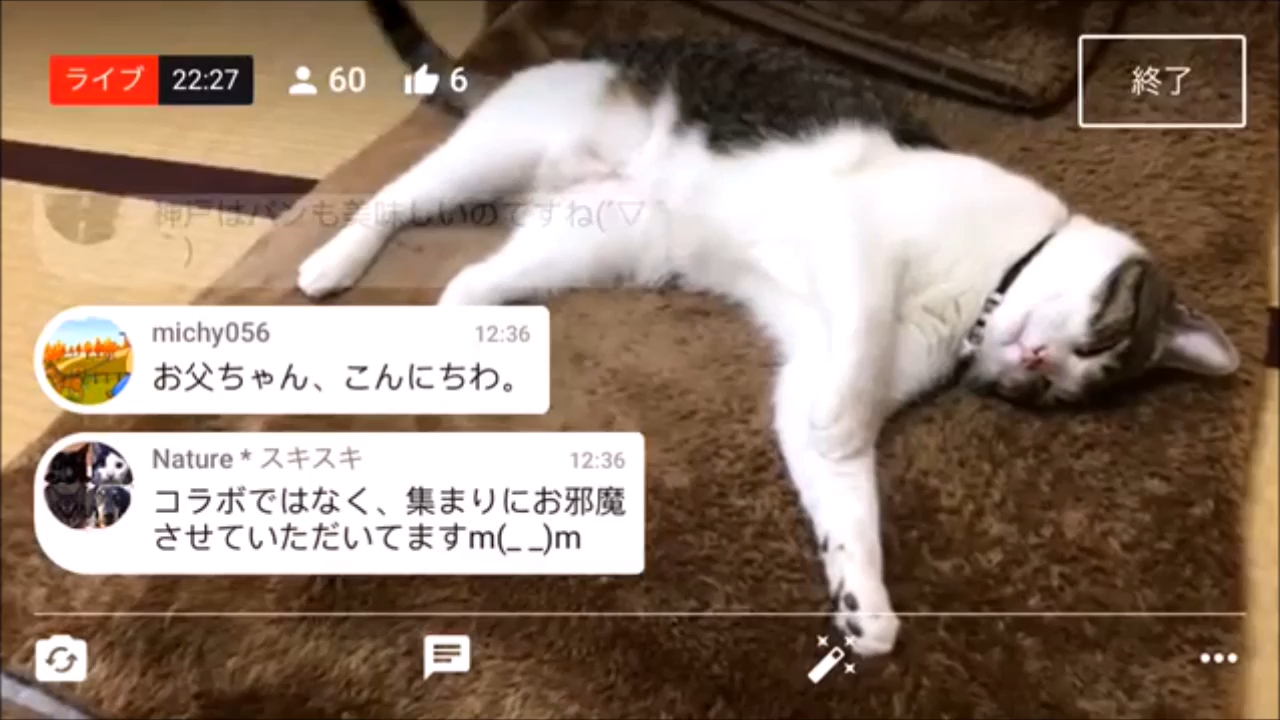 ライブ 22:27 60 6 終了
神戸はパンも美味しいのですね(´▽
`)
michy056 12:36
お父ちゃん、こんにちわ。
Nature * スキスキ 12:36
コラボではなく、集まりにお邪魔
させていただいてますm(_ _)m